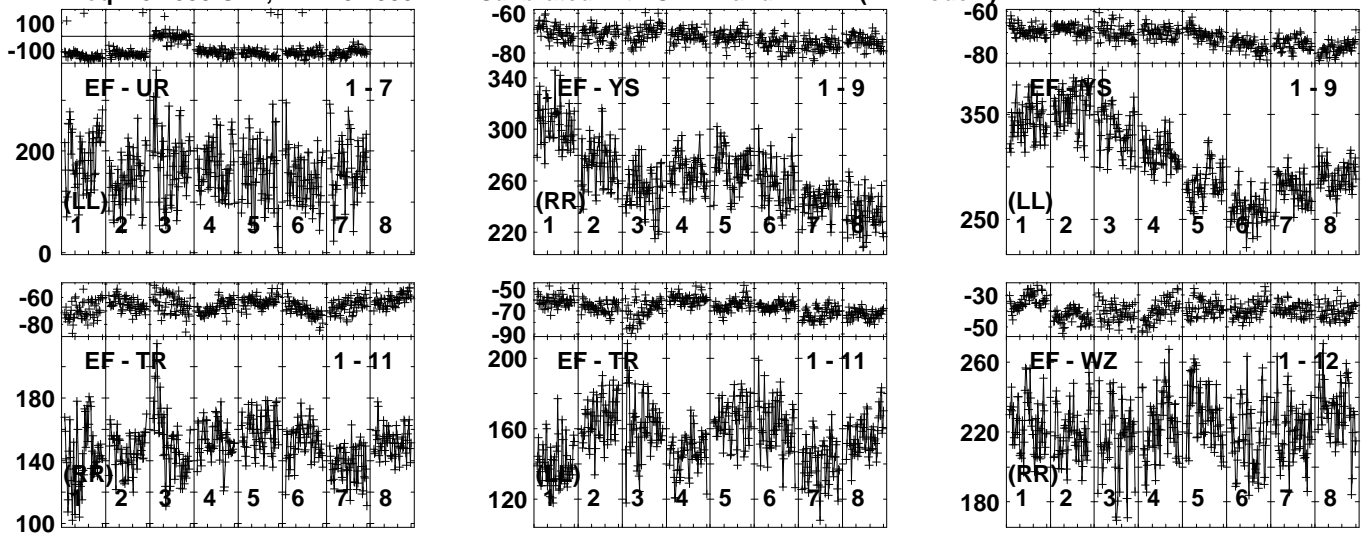 100
-100
EF - UR
1 - 7
200
0
(LL)
1 2 3 4 5 6 7 8
-60
-80
EF - YS
1 - 9
340
300
260
220
(RR)
1 2 3 4 5 6 7 8
-60
-80
EF - YS
1 - 9
350
250
(LL)
1 2 3 4 5 6 7 8
-60
-80
EF - TR
1 - 11
180
140
100
(RR)
1 2 3 4 5 6 7 8
-50
-70
-90
EF - TR
1 - 11
200
160
120
(LL)
1 2 3 4 5 6 7 8
-30
-50
EF - WZ
1 - 12
260
220
180
(RR)
1 2 3 4 5 6 7 8